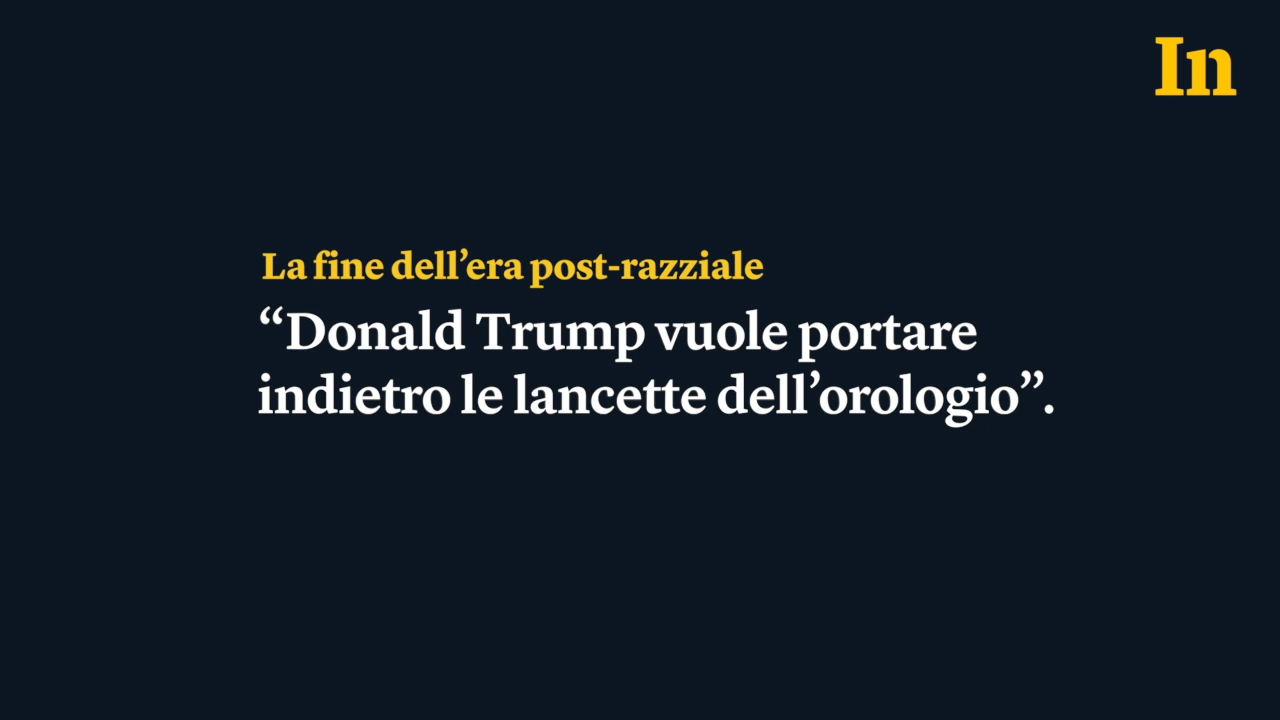 In
La fine dell’era post-razziale
“Donald Trump vuole portare
indietro le lancette dell’orologio”.